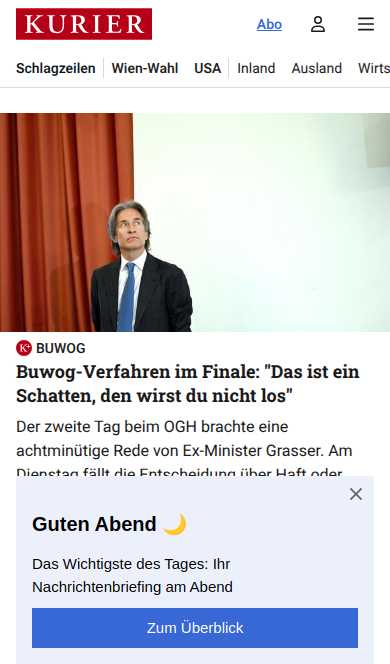 KURIER
Abo
Schlagzeilen Wien-Wahl USA Inland Ausland Wirts
K+ BUWOG
Buwog-Verfahren im Finale: "Das ist ein
Schatten, den wirst du nicht los"
Der zweite Tag beim OGH brachte eine
achtminütige Rede von Ex-Minister Grasser. Am
Dienstag fällt die Entscheidung über Haft oder
Guten Abend 🌙
Das Wichtigste des Tages: Ihr
Nachrichtenbriefing am Abend
Zum Überblick